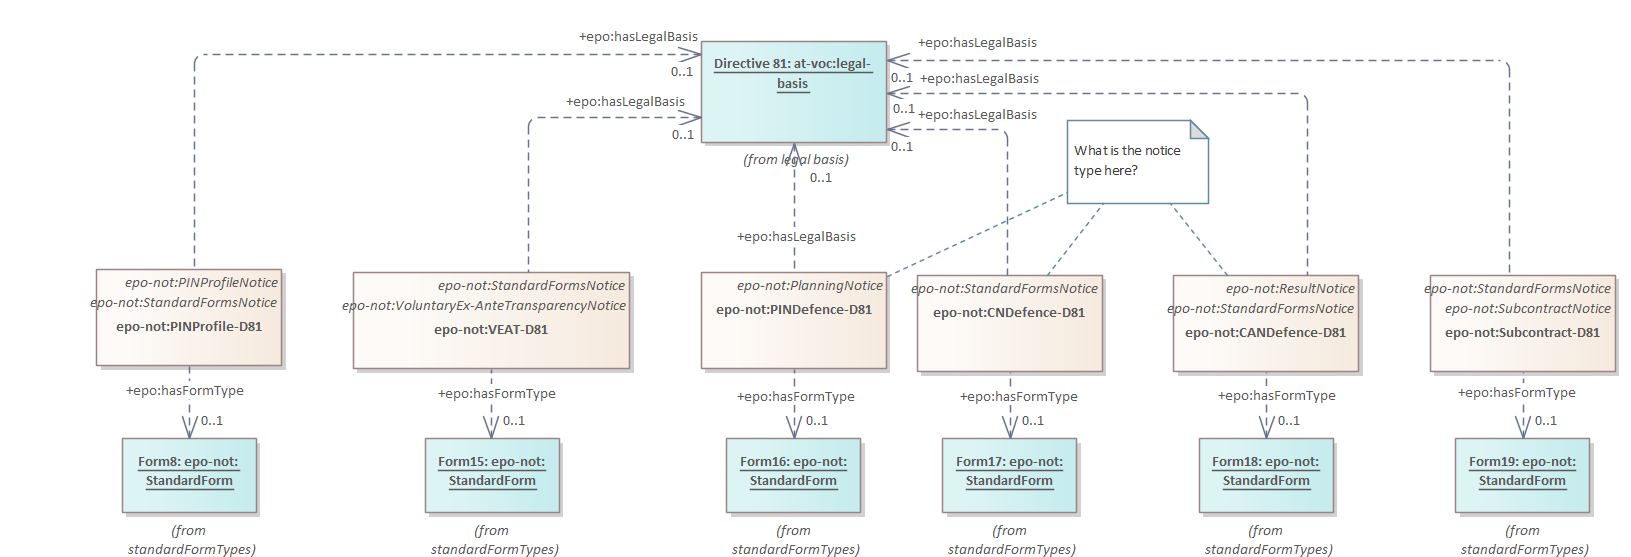 +epo:hasLegalBasis
0..1
+epo:hasLegalBasis
0..1
Directive 81: at-voc:legal-
basis
(from legal basis)
0..1
+epo:hasLegalBasis
+epo:hasLegalBasis
0..1
+epo:hasLegalBasis
0..1
+epo:hasLegalBasis
0..1
What is the notice
type here?
epo-not:PINProfileNotice
epo-not:StandardFormsNotice
epo-not:PINProfile-D81
epo-not:StandardFormsNotice
epo-not:VoluntaryEx-AnteTransparencyNotice
epo-not:VEAT-D81
epo-not:PlanningNotice
epo-not:PINDefence-D81
epo-not:StandardFormsNotice
epo-not:CNDefence-D81
epo-not:ResultNotice
epo-not:StandardFormsNotice
epo-not:CANDefence-D81
epo-not:StandardFormsNotice
epo-not:SubcontractNotice
epo-not:Subcontract-D81
+epo:hasFormType
0..1
+epo:hasFormType
0..1
+epo:hasFormType
0..1
+epo:hasFormType
0..1
+epo:hasFormType
0..1
+epo:hasFormType
0..1
Form8: epo-not:
StandardForm
(from
standardFormTypes)
Form15: epo-not:
StandardForm
(from
standardFormTypes)
Form16: epo-not:
StandardForm
(from
standardFormTypes)
Form17: epo-not:
StandardForm
(from
standardFormTypes)
Form18: epo-not:
StandardForm
(from
standardFormTypes)
Form19: epo-not:
StandardForm
(from
standardFormTypes)